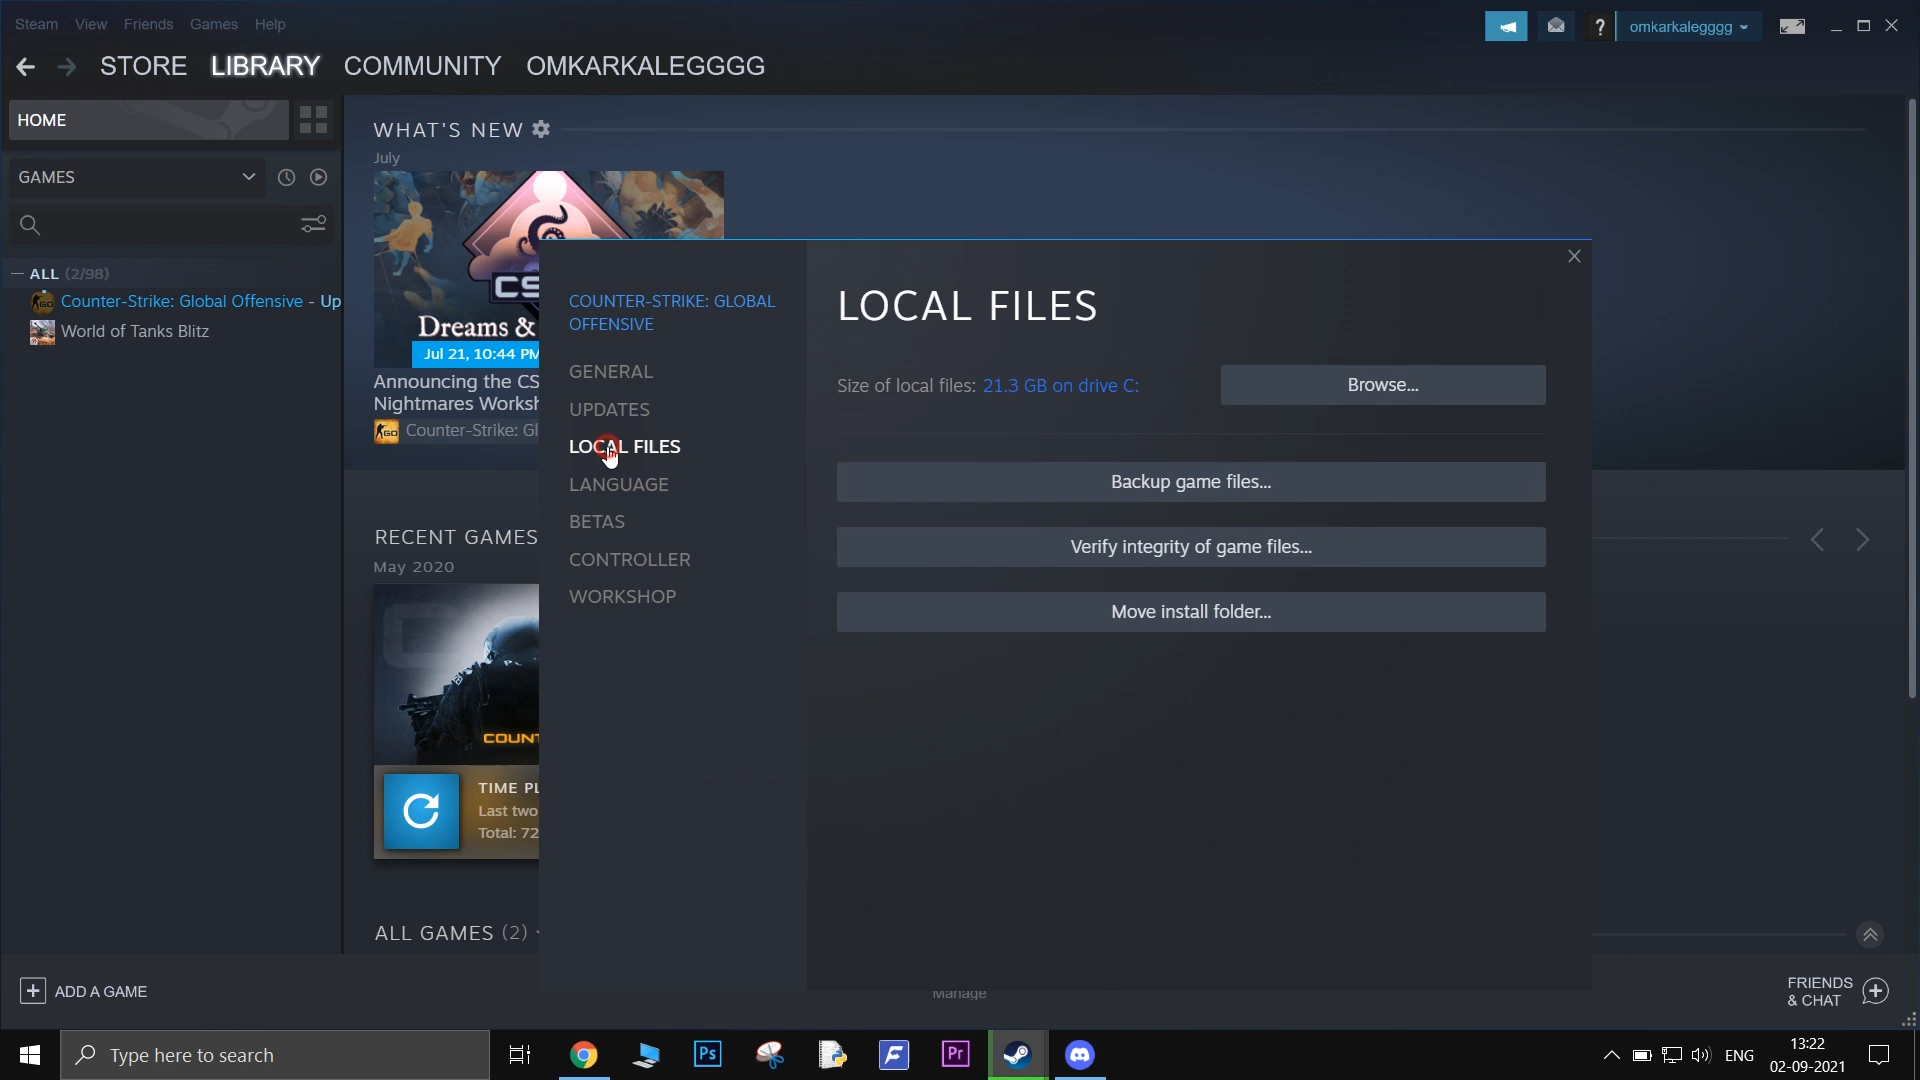 Steam View Friends Games Help
? omkarkalegggg
STORE LIBRARY COMMUNITY OMKARKALEGGGG
HOME
GAMES
ALL (2/98)
Counter-Strike: Global Offensive - Up
World of Tanks Blitz
WHAT'S NEW
July
CS
Dreams &
Jul 21, 10:44 PM
Announcing the CS
Nightmares Worksh
Counter-Strike: Gl
RECENT GAMES
May 2020
COUNT
TIME PL
Last two
Total: 72
ALL GAMES (2)
COUNTER-STRIKE: GLOBAL
OFFENSIVE
GENERAL
UPDATES
LOCAL FILES
LANGUAGE
BETAS
CONTROLLER
WORKSHOP
LOCAL FILES
Size of local files: 21.3 GB on drive C:
Browse...
Backup game files...
Verify integrity of game files...
Move install folder...
ADD A GAME
Manage
FRIENDS
& CHAT
Type here to search
Ps
Pr
ENG
13:22
02-09-2021